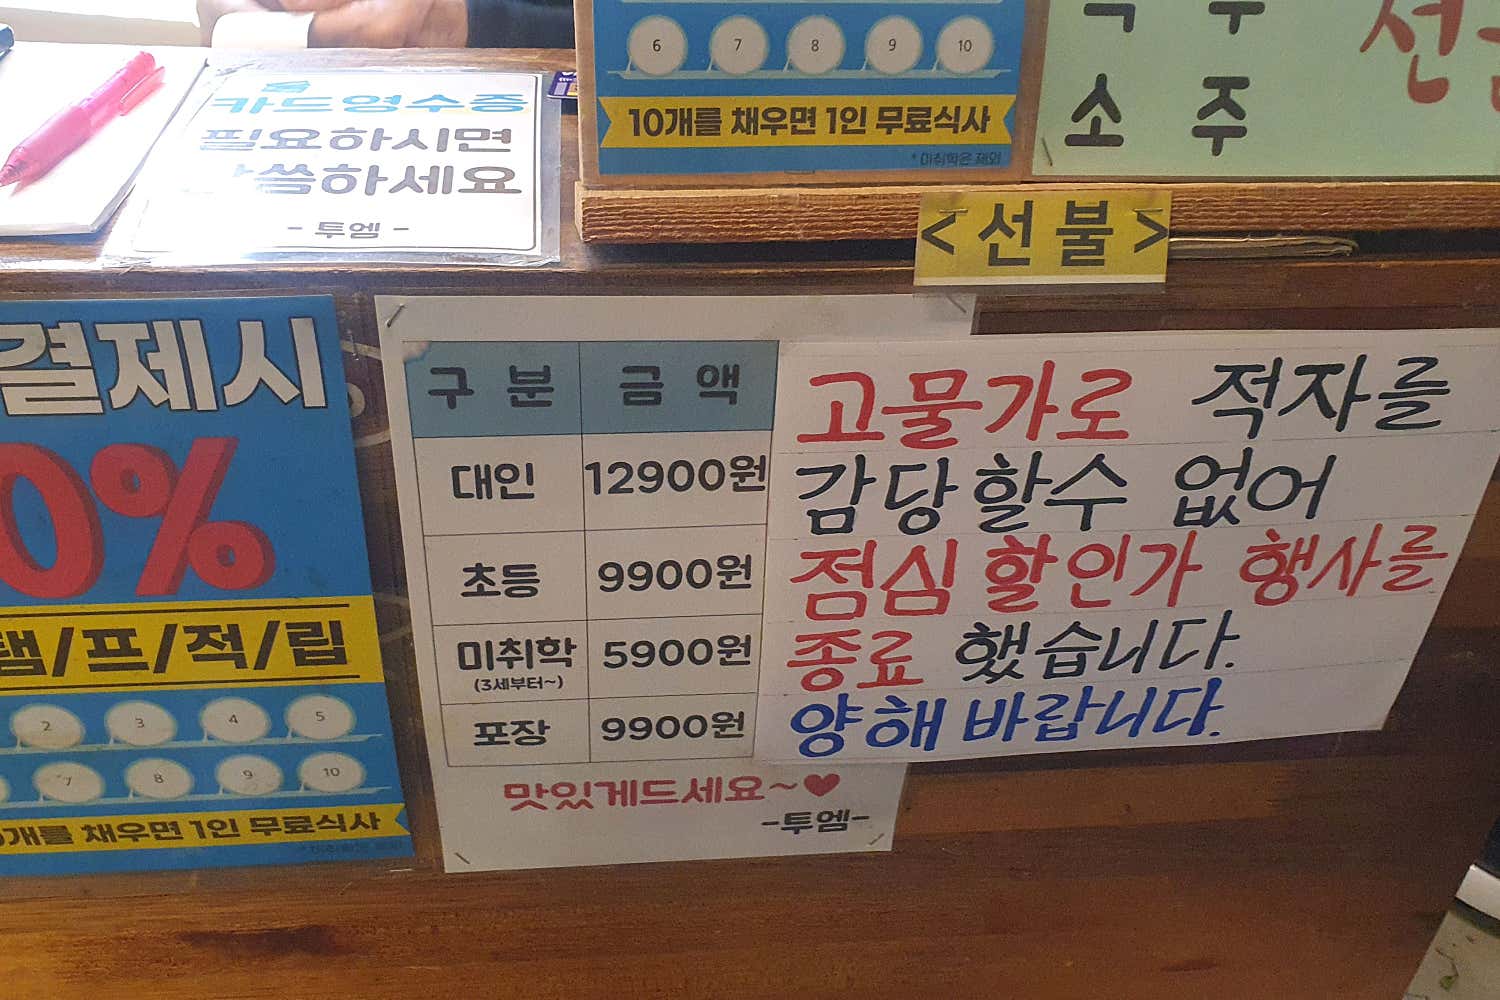 카드영수증
필요하시면
말씀하세요
- 투엠 -
6 7 8 9 10
10개를 채우면 1인 무료식사
* 미취학은 제외
소 주
<선불>
결제시
0%
탬/프/적/립
2 3 4 5
7 8 9 10
개를 채우면 1인 무료식사
구 분 금 액
대인 12900원
초등 9900원
미취학 5900원
(3세부터~)
포장 9900원
맛있게드세요~♥
-투엠-
고물가로 적자를
감당할수 없어
점심 할인가 행사를
종료 했습니다.
양해 바랍니다.